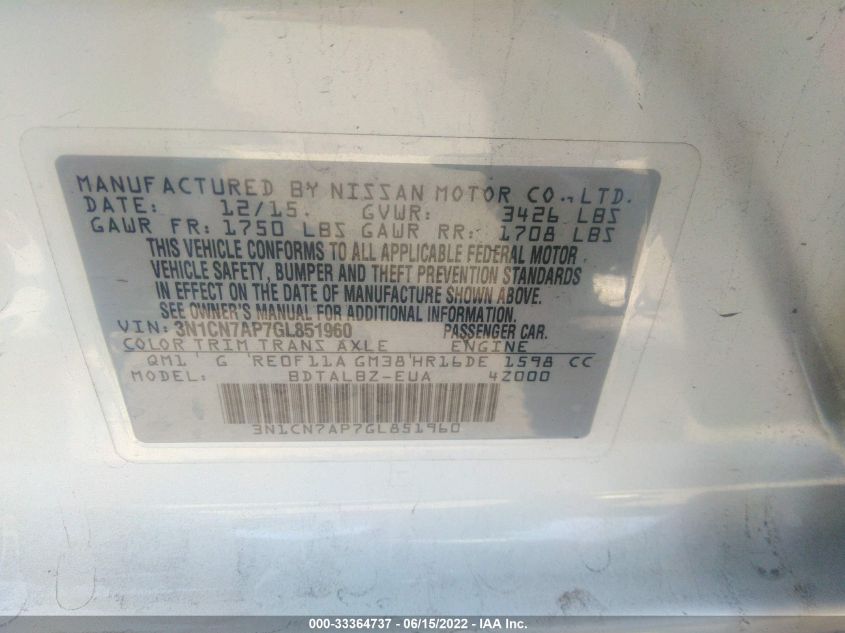 MANUFACTURED BY NISSAN MOTOR CO., LTD.
DATE: 12/15. GVWR: 3426 LBS
GAWR FR: 1750 LBS GAWR RR: 1708 LBS
THIS VEHICLE CONFORMS TO ALL APPLICABLE FEDERAL MOTOR
VEHICLE SAFETY, BUMPER AND THEFT PREVENTION STANDARDS
IN EFFECT ON THE DATE OF MANUFACTURE SHOWN ABOVE.
SEE OWNER'S MANUAL FOR ADDITIONAL INFORMATION.
VIN: 3N1CN7AP7GL851960 PASSENGER CAR.
COLOR TRIM TRANS AXLE ENGINE
QM1 G RE0F11A GM38 HR16DE 1598 CC
MODEL: BDTALBZ-EUA 4Z000
3N1CN7AP7GL851960
000-33364737 - 06/15/2022 - © IAA Inc.